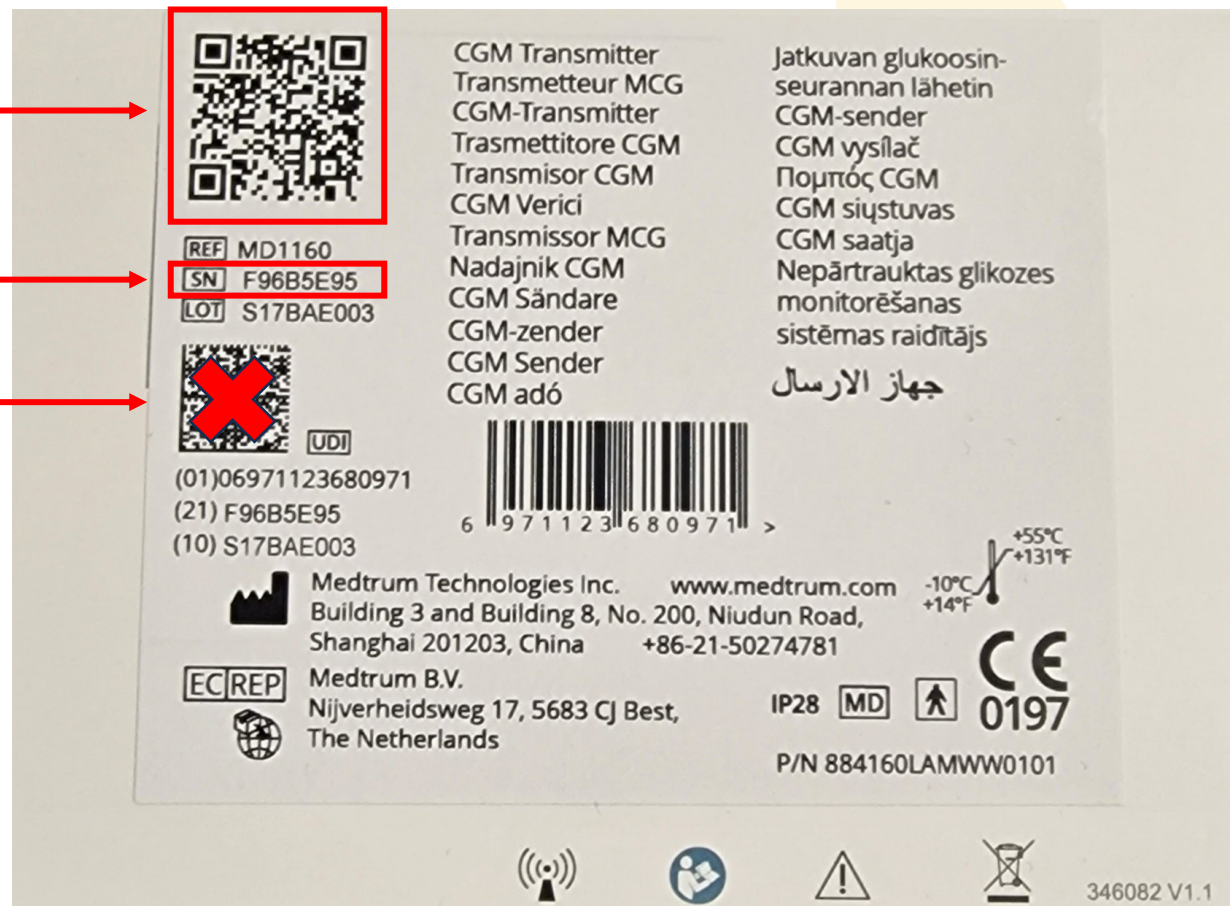 REF MD1160
SN F96B5E95
LOT S17BAE003
UDI
(01)06971123680971
(21) F96B5E95
(10) S17BAE003
CGM Transmitter
Transmetteur MCG
CGM-Transmitter
Trasmettitore CGM
Transmisor CGM
CGM Verici
Transmissor MCG
Nadajnik CGM
CGM Sändare
CGM-zender
CGM Sender
CGM adó
Jatkuvan glukoosin-
seurannan lähetin
CGM-sender
CGM vysílač
Πομπός CGM
CGM siųstuvas
CGM saatja
Nepārtrauktas glikozes
monitorēšanas
sistēmas raidītājs
جهاز الارسال
6 971123 680971 >
Medtrum Technologies Inc. www.medtrum.com
Building 3 and Building 8, No. 200, Niudun Road,
Shanghai 201203, China +86-21-50274781
+55°C
+131°F
-10°C
+14°F
EC REP Medtrum B.V.
Nijverheidsweg 17, 5683 CJ Best,
The Netherlands
IP28 MD
CE
0197
P/N 884160LAMWW0101
346082 V1.1